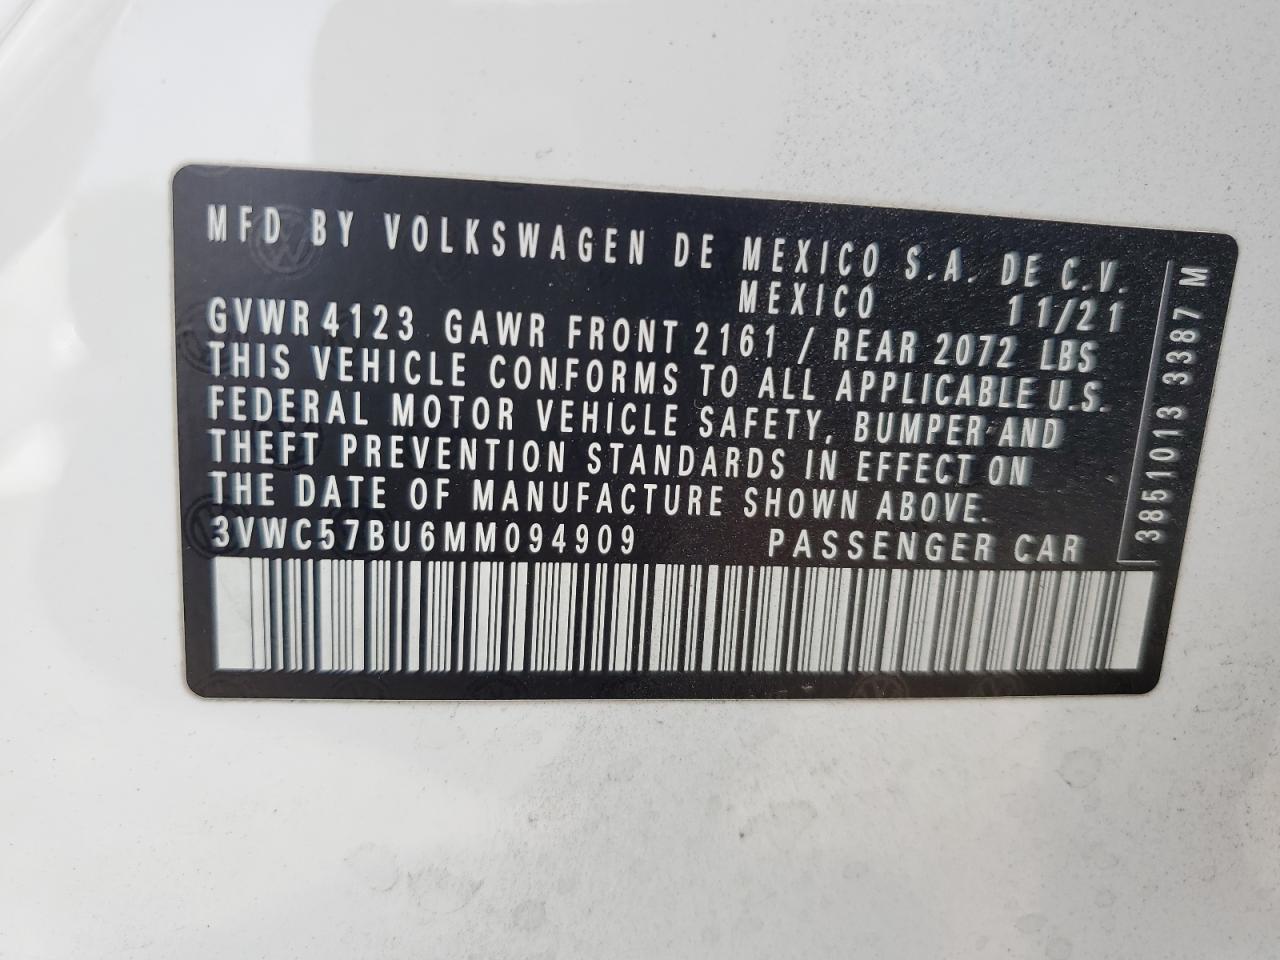 MFD BY VOLKSWAGEN DE MEXICO S.A. DE C.V.
MEXICO 11/21
GVWR 4123 GAWR FRONT 2161 / REAR 2072 LBS
THIS VEHICLE CONFORMS TO ALL APPLICABLE U.S.
FEDERAL MOTOR VEHICLE SAFETY, BUMPER AND
THEFT PREVENTION STANDARDS IN EFFECT ON
THE DATE OF MANUFACTURE SHOWN ABOVE.
3VWC57BU6MM094909 PASSENGER CAR
3851013 3387 M